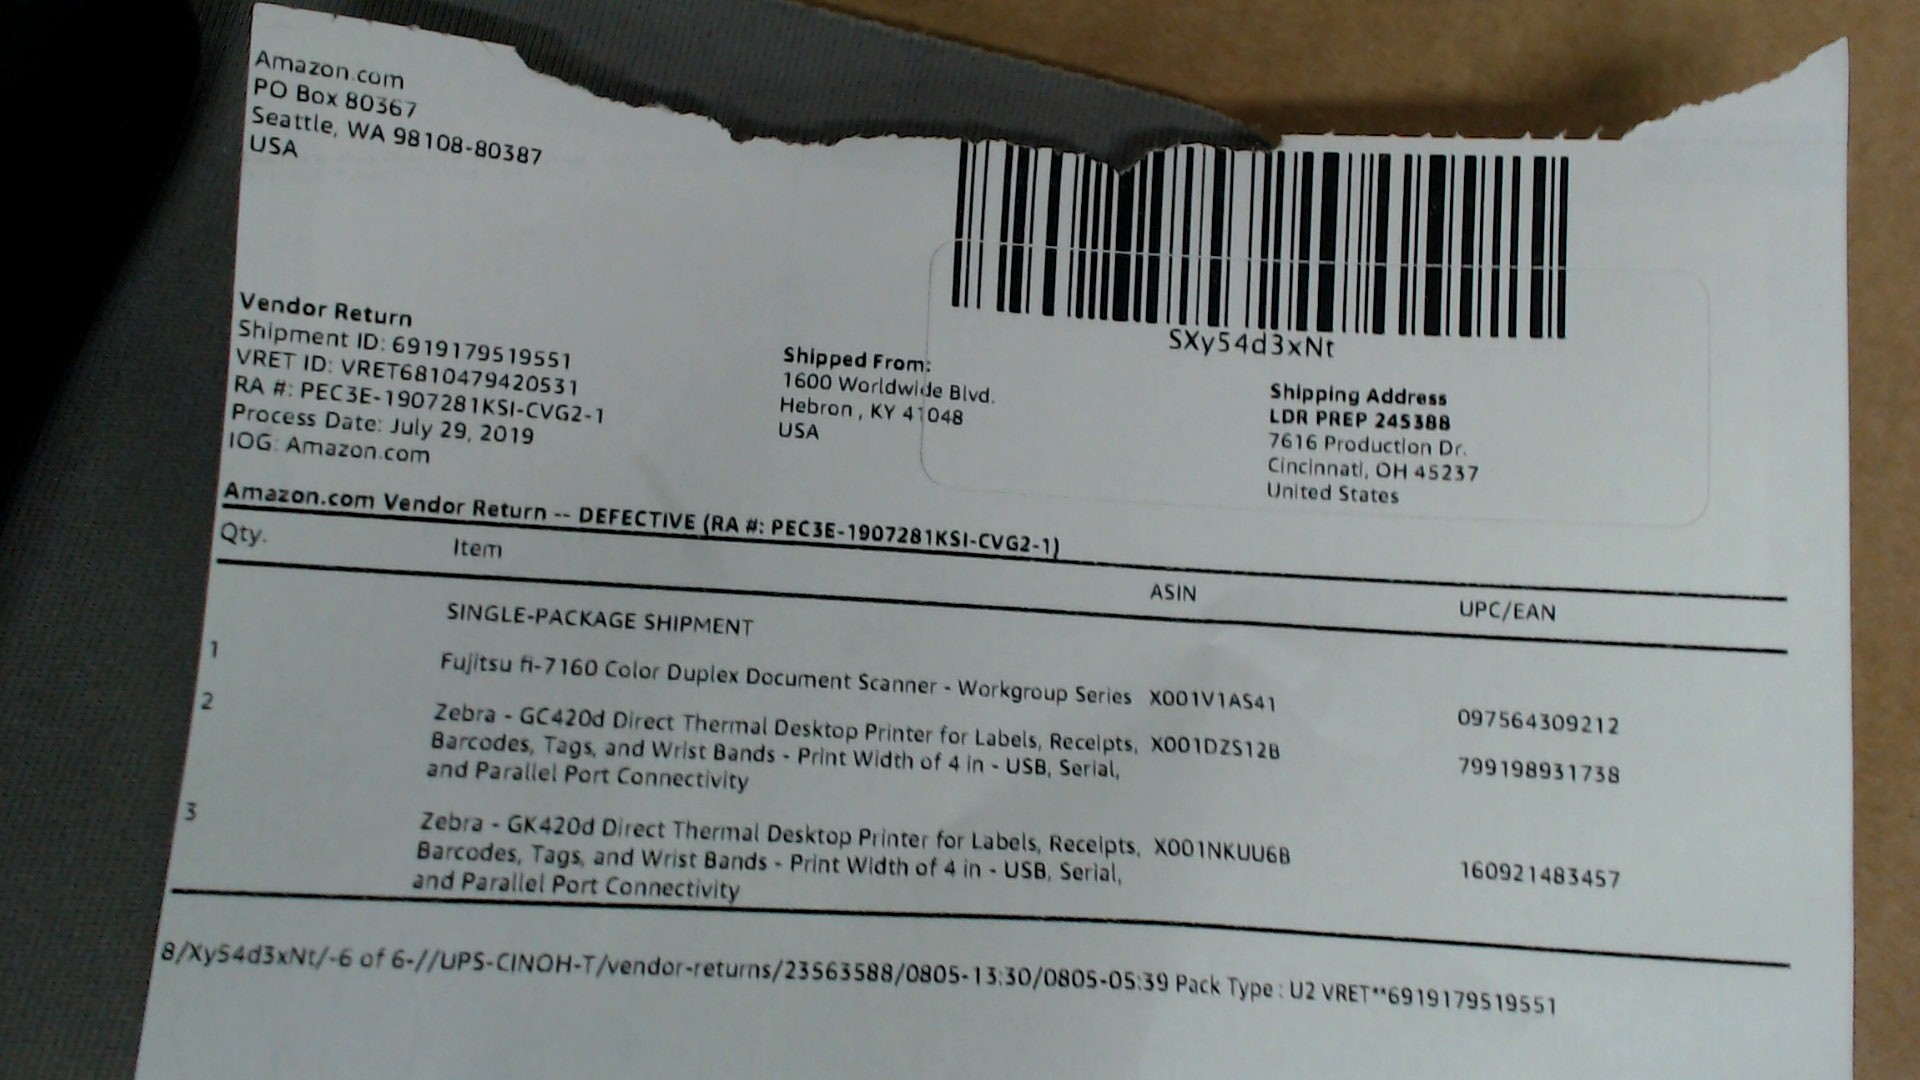 Amazon.com
PO Box 80367
Seattle, WA 98108-80387
USA
SXy54d3xNt
Vendor Return
Shipment ID: 6919179519551
VRET ID: VRET6810479420531
RA #: PEC3E-1907281KSI-CVG2-1
Process Date: July 29, 2019
IOG: Amazon.com
Shipped From:
1600 Worldwide Blvd.
Hebron , KY 41048
USA
Shipping Address
LDR PREP 245388
7616 Production Dr.
Cincinnati, OH 45237
United States
Amazon.com Vendor Return -- DEFECTIVE (RA #: PEC3E-1907281KSI-CVG2-1)
Qty. Item ASIN UPC/EAN
SINGLE-PACKAGE SHIPMENT
1 Fujitsu fi-7160 Color Duplex Document Scanner - Workgroup Series X001V1AS41 097564309212
2 Zebra - GC420d Direct Thermal Desktop Printer for Labels, Receipts, X001DZS12B 799198931738
Barcodes, Tags, and Wrist Bands - Print Width of 4 in - USB, Serial,
and Parallel Port Connectivity
3 Zebra - GK420d Direct Thermal Desktop Printer for Labels, Receipts, X001NKUU6B 160921483457
Barcodes, Tags, and Wrist Bands - Print Width of 4 in - USB, Serial,
and Parallel Port Connectivity
8/Xy54d3xNt/-6 of 6-//UPS-CINOH-T/vendor-returns/23563588/0805-13:30/0805-05:39 Pack Type : U2 VRET**6919179519551